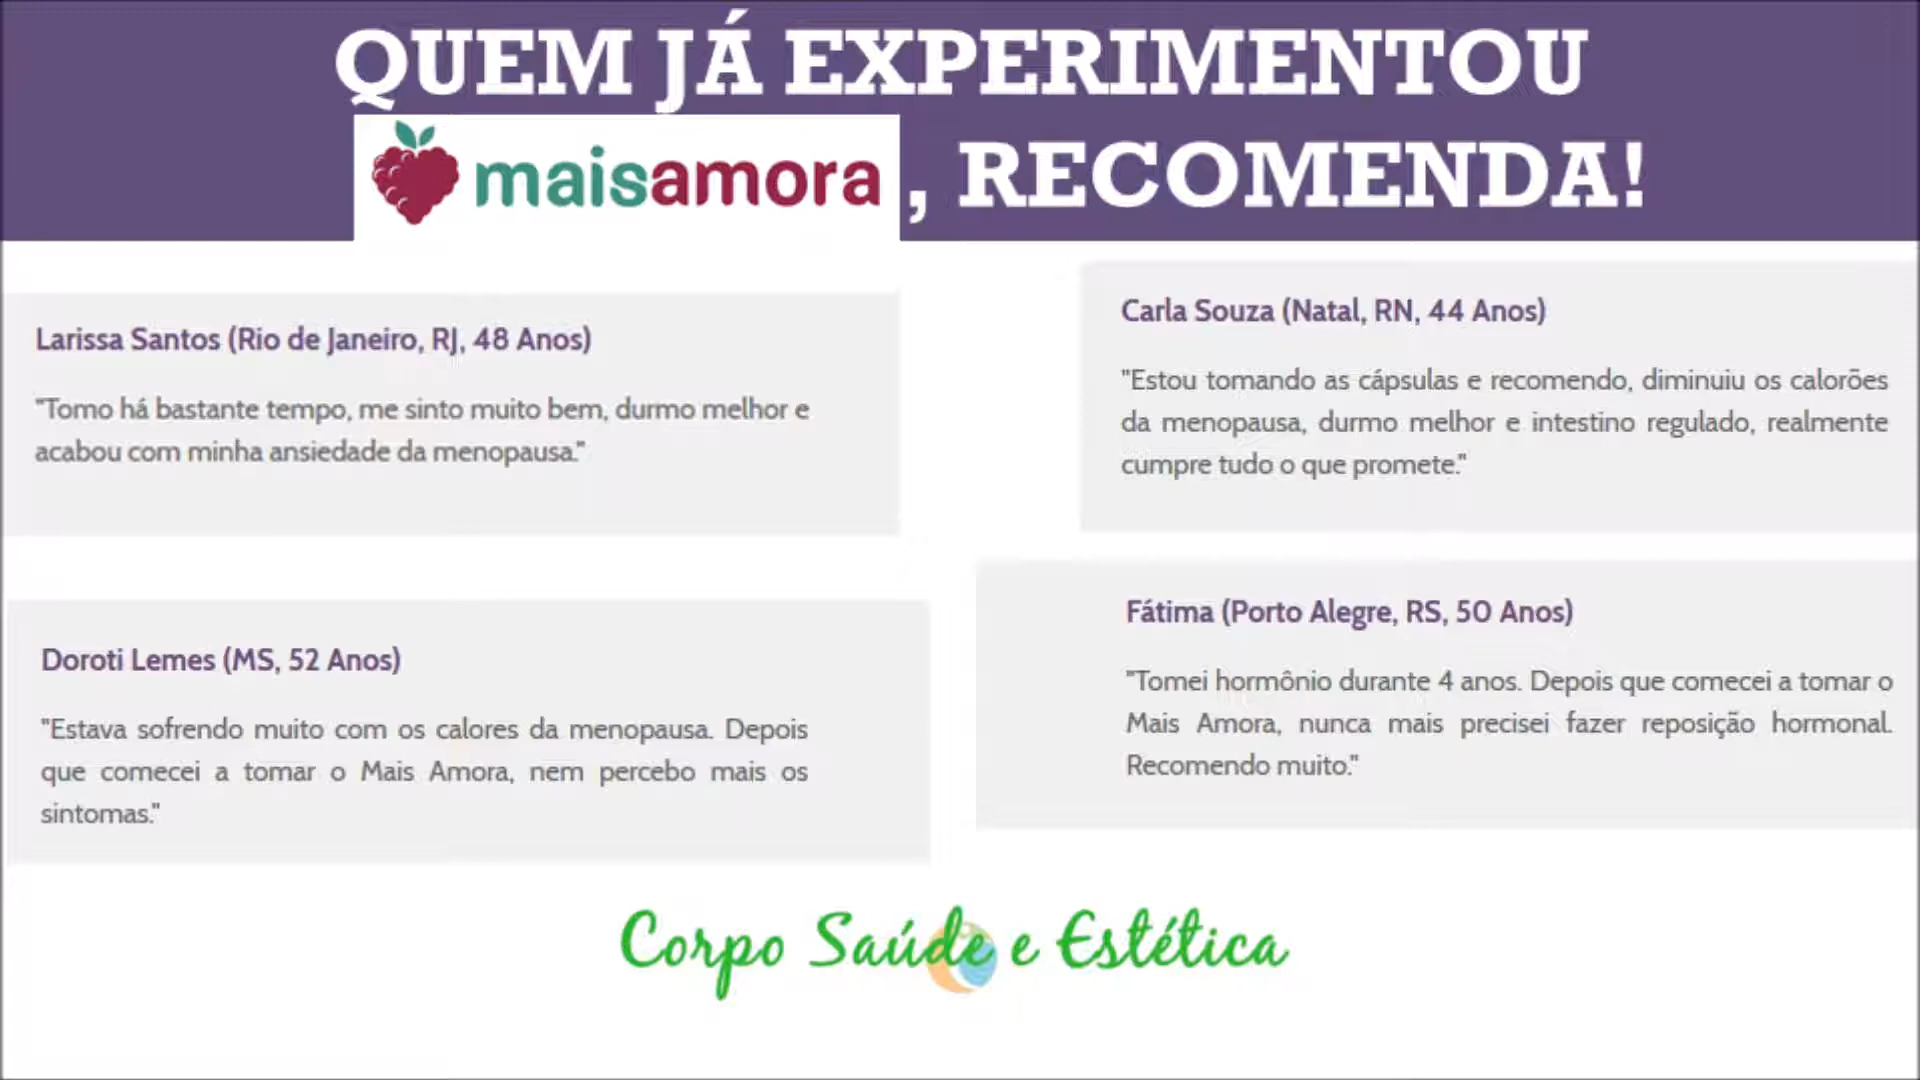 QUEM JÁ EXPERIMENTOU
maisamora, RECOMENDA!
Larissa Santos (Rio de Janeiro, RJ, 48 Anos)
"Tomo há bastante tempo, me sinto muito bem, durmo melhor e
acabou com minha ansiedade da menopausa."
Carla Souza (Natal, RN, 44 Anos)
"Estou tomando as cápsulas e recomendo, diminuiu os calorões
da menopausa, durmo melhor e intestino regulado, realmente
cumpre tudo o que promete."
Doroti Lemes (MS, 52 Anos)
"Estava sofrendo muito com os calores da menopausa. Depois
que comecei a tomar o Mais Amora, nem percebo mais os
sintomas."
Fátima (Porto Alegre, RS, 50 Anos)
"Tomei hormônio durante 4 anos. Depois que comecei a tomar o
Mais Amora, nunca mais precisei fazer reposição hormonal.
Recomendo muito."
Corpo Saúde e Estética